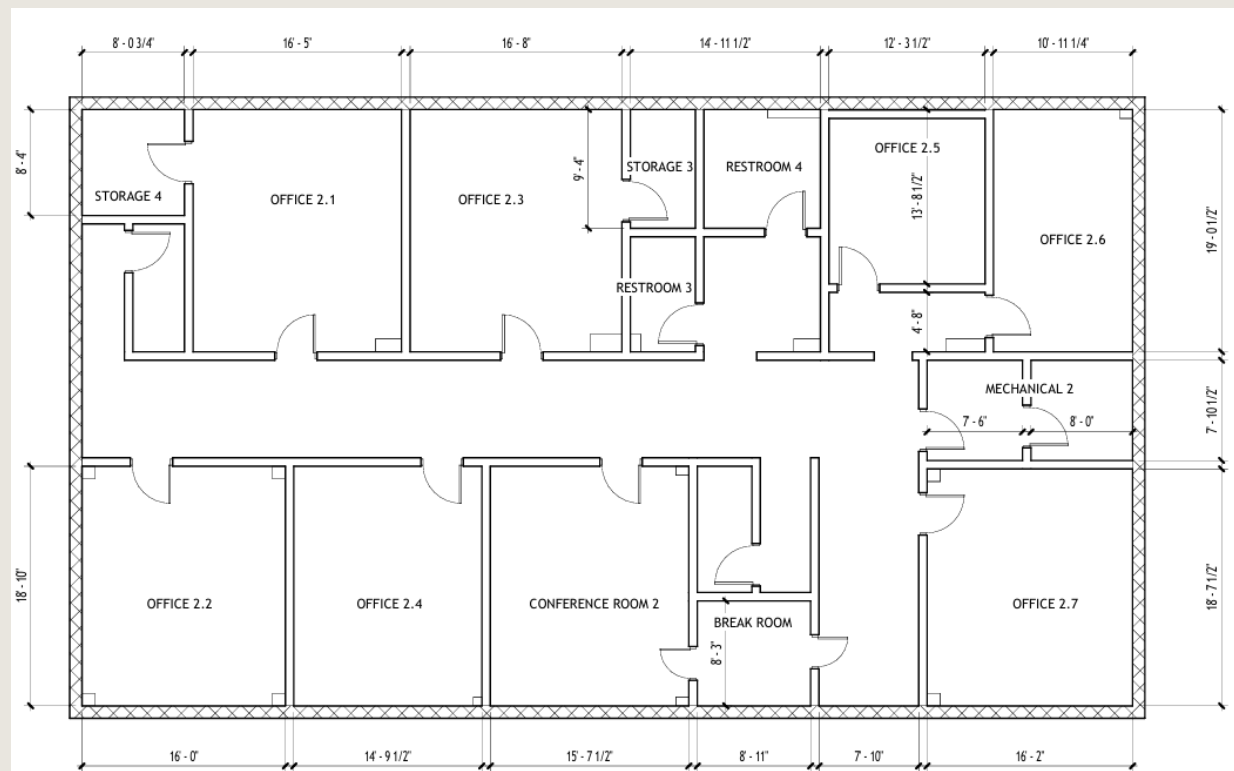 8' - 0 3/4"
16' - 5"
16' - 8"
14' - 11 1/2"
12' - 3 1/2"
10' - 11 1/4"
8' - 4"
9' - 4"
STORAGE 4
OFFICE 2.1
OFFICE 2.3
STORAGE 3
RESTROOM 4
OFFICE 2.5
13' - 8 1/2"
OFFICE 2.6
19' - 0 1/2"
RESTROOM 3
4' - 8"
MECHANICAL 2
7' - 6"
8' - 0"
7' - 10 1/2"
18' - 10"
OFFICE 2.2
OFFICE 2.4
CONFERENCE ROOM 2
BREAK ROOM
8' - 3"
OFFICE 2.7
18' - 7 1/2"
16' - 0"
14' - 9 1/2"
15' - 7 1/2"
8' - 11"
7' - 10"
16' - 2"